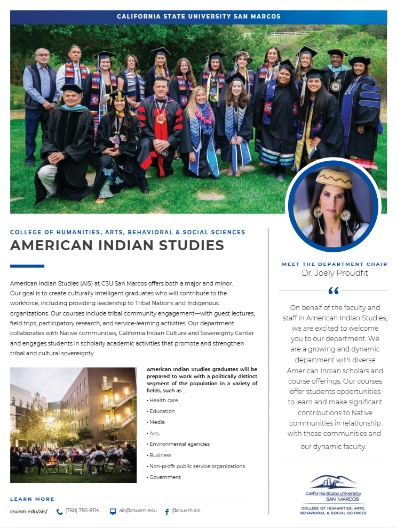 CALIFORNIA STATE UNIVERSITY SAN MARCOS
COLLEGE OF HUMANITIES, ARTS, BEHAVIORAL & SOCIAL SCIENCES
AMERICAN INDIAN STUDIES
American Indian Studies (AIS) at CSU San Marcos offers both a major and minor.
Our goal is to create culturally intelligent graduates who will contribute to the
workforce, including providing leadership to Tribal Nations and Indigenous
organizations. Our courses include tribal community engagement—with guest lectures,
field trips, participatory research, and service-learning activities. Our department
collaborates with Native communities, California Indian Culture and Sovereignty Center
and engages students in scholarly activities that promote and strengthen
tribal and cultural sovereignty.
American Indian Studies graduates will be
prepared to work with a politically distinct
segment of the population in a variety of
fields, such as ...
• Health care
• Education
• Media
• Arts
• Environmental agencies
• Business
• Non-profit public service organizations
• Government
LEARN MORE
csusm.edu/ais/
(760) 750-8114
ais@csusm.edu
@csusm.ais
MEET THE DEPARTMENT CHAIR
Dr. Joely Proudfit
“
On behalf of the faculty and
staff in American Indian Studies,
we are excited to welcome
you to our department. We
are a growing and dynamic
department with diverse
American Indian scholars and
course offerings. Our courses
offer students opportunities
to learn and make significant
contributions to Native
communities in relationship
with those communities and
our dynamic faculty.
California State University
SAN MARCOS
COLLEGE OF HUMANITIES, ARTS,
BEHAVIORAL & SOCIAL SCIENCES